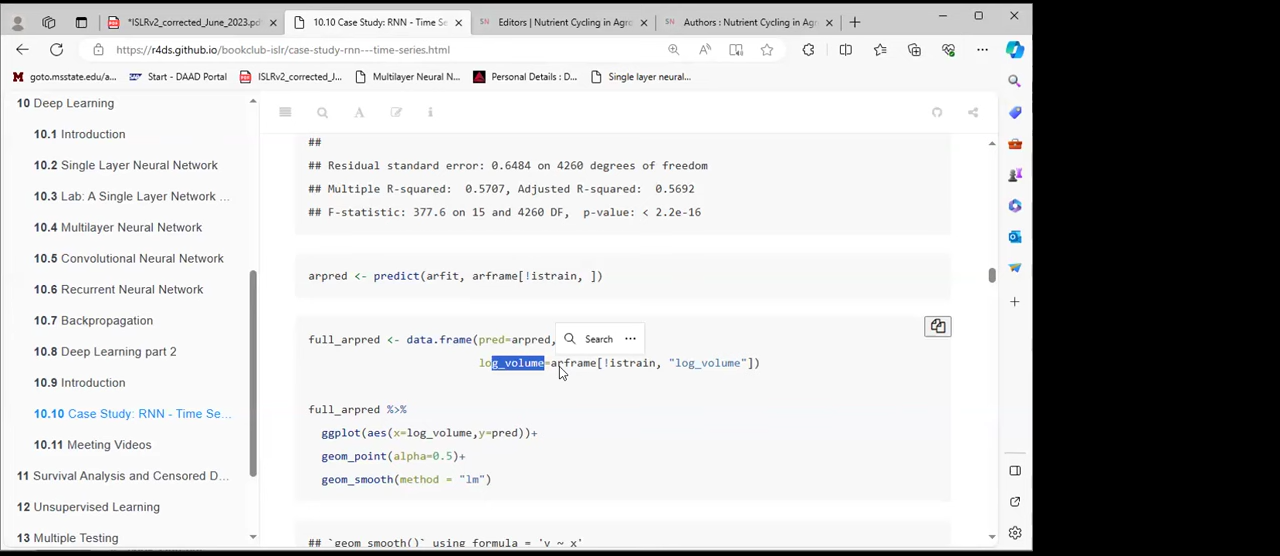 *ISLRv2_corrected_June_2023.pdf
10.10 Case Study: RNN - Time Se
Editors | Nutrient Cycling in Agro
Authors : Nutrient Cycling in Ag
https://r4ds.github.io/bookclub-islr/case-study-rnn---time-series.html
goto.msstate.edu/a...
Start - DAAD Portal
ISLRv2_corrected_J...
Multilayer Neural N...
Personal Details : D...
Single layer neural...
10 Deep Learning
10.1 Introduction
10.2 Single Layer Neural Network
10.3 Lab: A Single Layer Network ...
10.4 Multilayer Neural Network
10.5 Convolutional Neural Network
10.6 Recurrent Neural Network
10.7 Backpropagation
10.8 Deep Learning part 2
10.9 Introduction
10.10 Case Study: RNN - Time Se...
10.11 Meeting Videos
11 Survival Analysis and Censored D...
12 Unsupervised Learning
13 Multiple Testing
##
## Residual standard error: 0.6484 on 4260 degrees of freedom
## Multiple R-squared:  0.5707, Adjusted R-squared:  0.5692
## F-statistic: 377.6 on 15 and 4260 DF,  p-value: < 2.2e-16
arpred <- predict(arfit, arframe[!istrain, ])
full_arpred <- data.frame(pred=arpred,
Search
log_volume=arframe[!istrain, "log_volume"])
full_arpred %>%
ggplot(aes(x=log_volume,y=pred))+
geom_point(alpha=0.5)+
geom_smooth(method = "lm")
## `geom_smooth()` using formula = 'y ~ x'